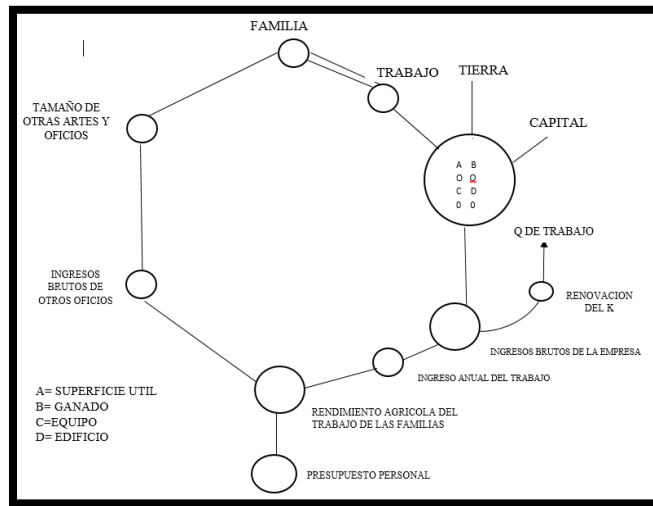 FAMILIA
TRABAJO
TIERRA
CAPITAL
TAMAÑO DE
OTRAS ARTES Y
OFICIOS
A B
O O
C D
0 0
Q DE TRABAJO
RENOVACION
DEL K
INGRESOS
BRUTOS DE
OTROS OFICIOS
INGRESOS BRUTOS DE LA EMPRESA
INGRESO ANUAL DEL TRABAJO
A= SUPERFICIE UTIL
B= GANADO
C=EQUIPO
D= EDIFICIO
RENDIMIENTO AGRICOLA DEL
TRABAJO DE LAS FAMILIAS
PRESUPUESTO PERSONAL